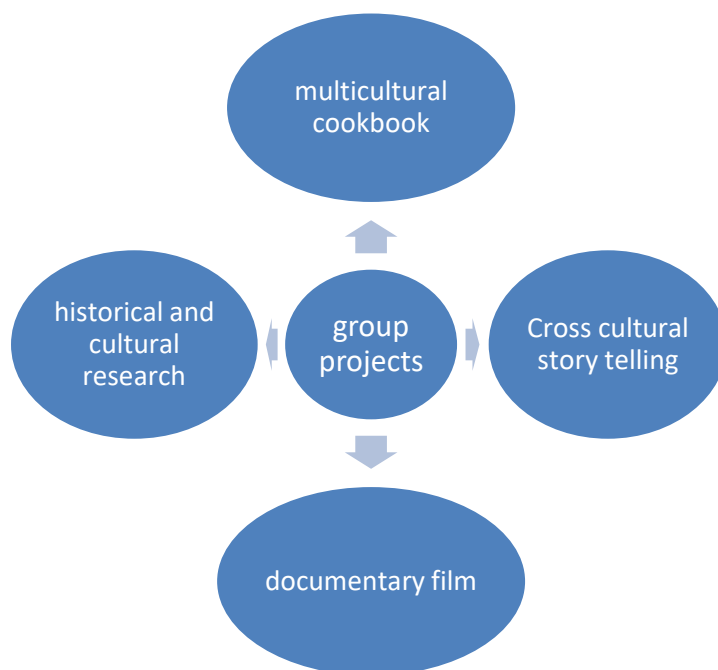 multicultural
cookbook
historical and
cultural
research
group
projects
Cross cultural
story telling
documentary film